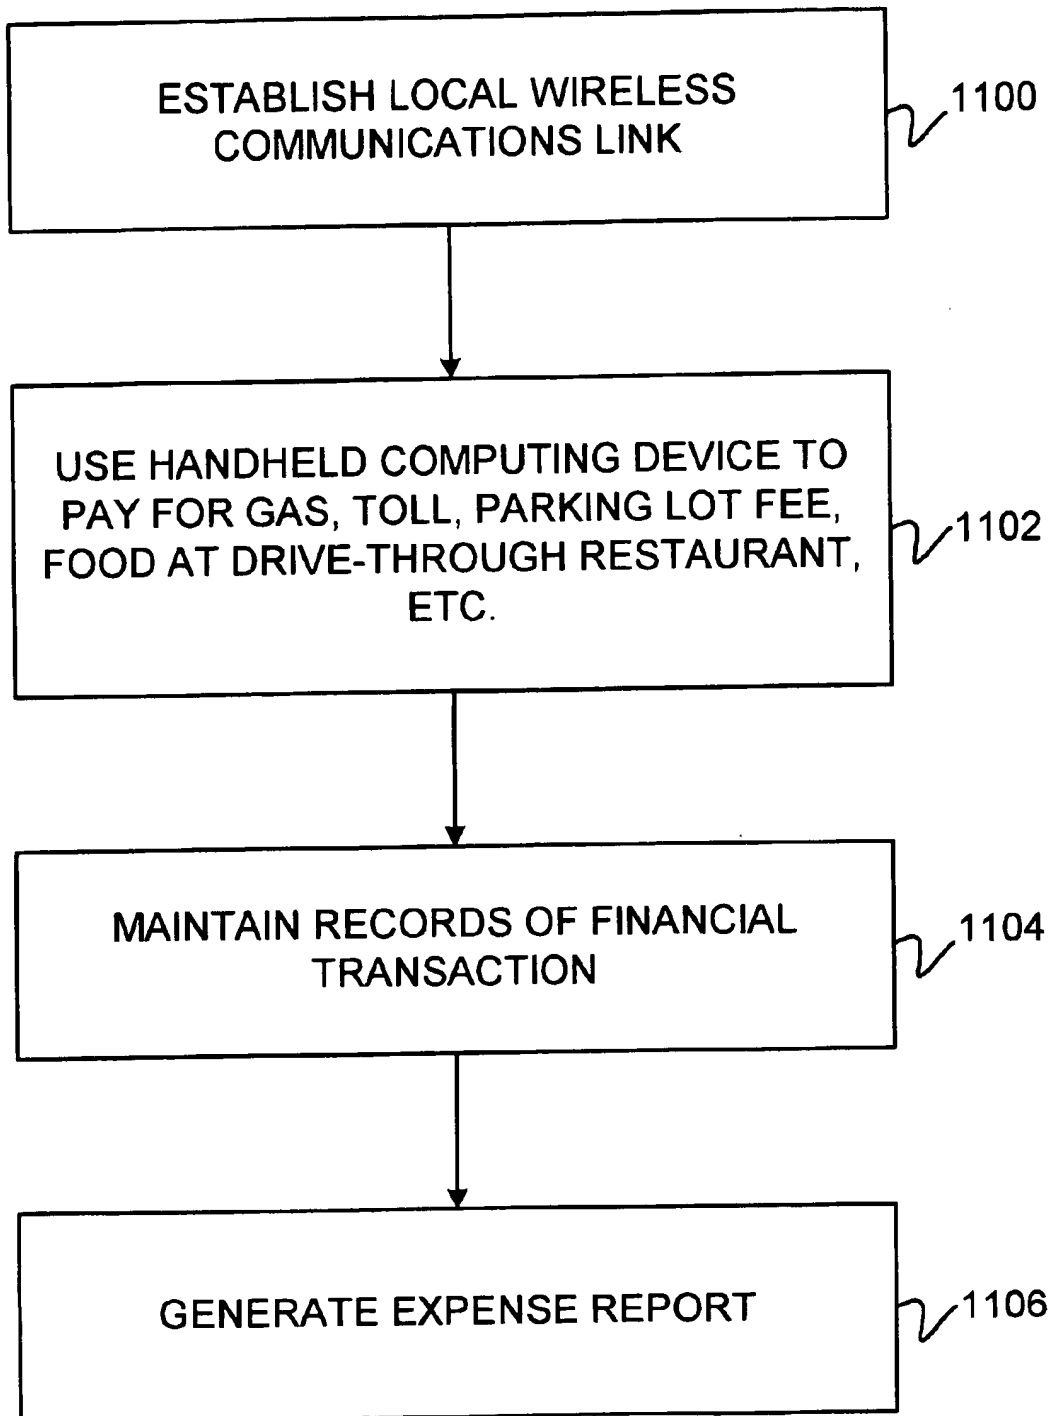 ESTABLISH LOCAL WIRELESS
COMMUNICATIONS LINK
1100
USE HANDHELD COMPUTING DEVICE TO
PAY FOR GAS, TOLL, PARKING LOT FEE,
FOOD AT DRIVE-THROUGH RESTAURANT,
ETC.
1102
MAINTAIN RECORDS OF FINANCIAL
TRANSACTION
1104
GENERATE EXPENSE REPORT
1106